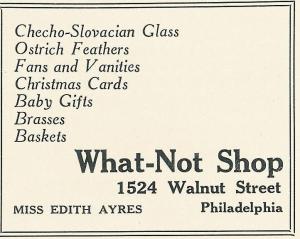 Checho-Slovacian Glass
Ostrich Feathers
Fans and Vanities
Christmas Cards
Baby Gifts
Brasses
Baskets
What-Not Shop
1524 Walnut Street
MISS EDITH AYRES Philadelphia